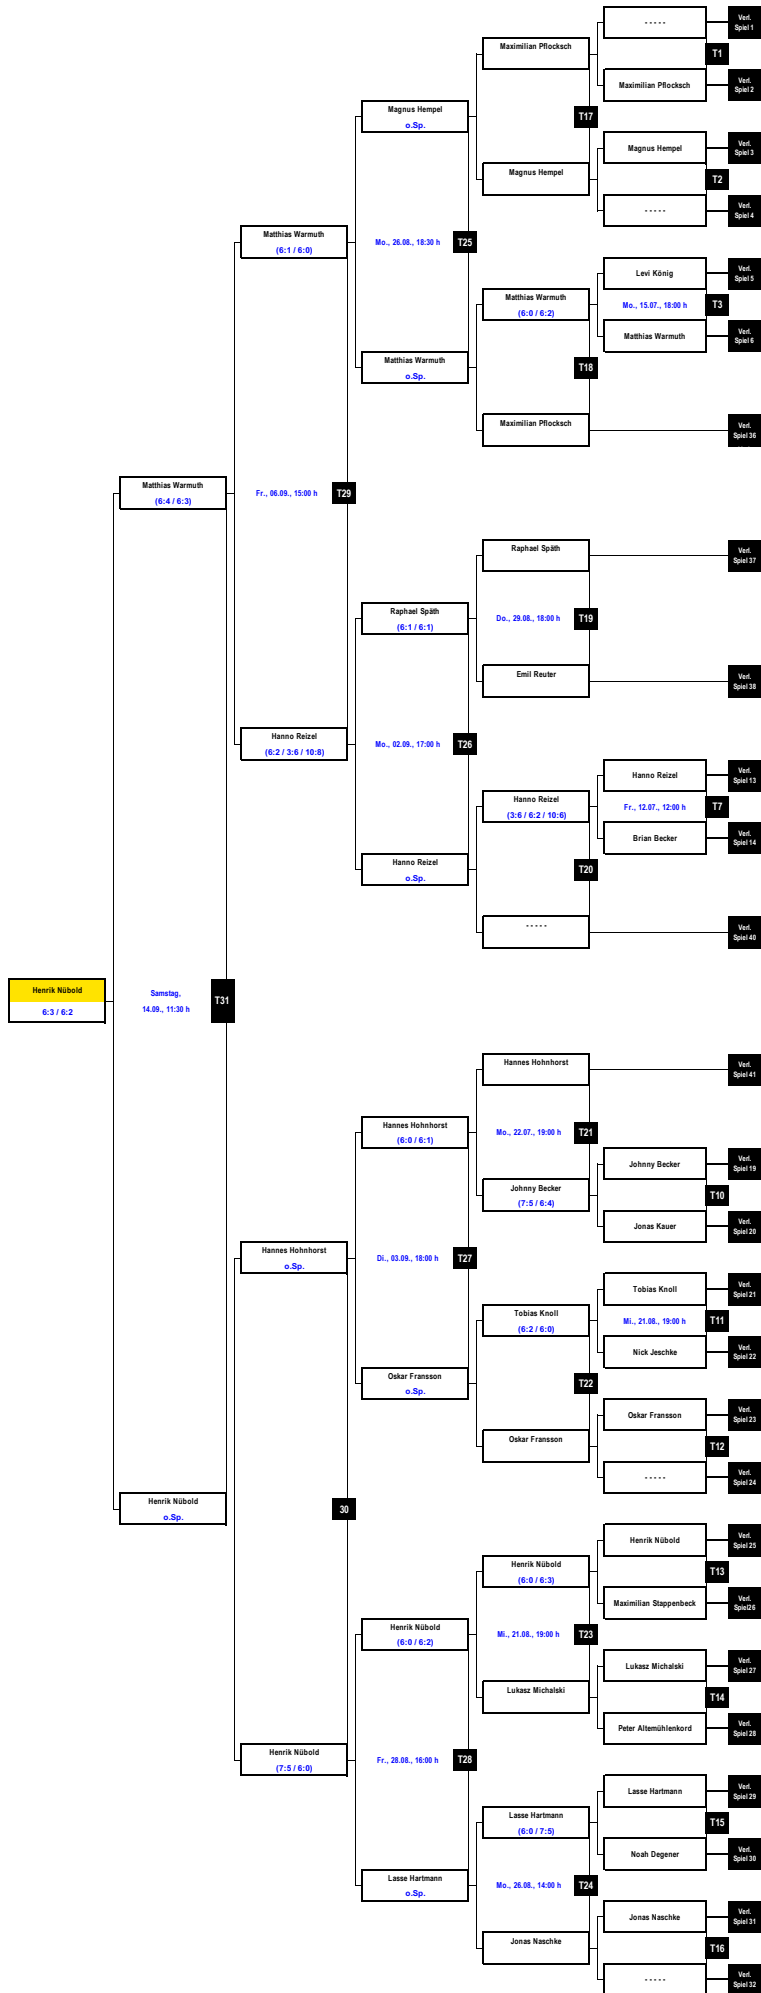 - - - - -
Verl.
Spiel 1
Maximilian Pflocksch
T1
Maximilian Pflocksch
Verl.
Spiel 2
Magnus Hempel
o.Sp.
T17
Magnus Hempel
Verl.
Spiel 3
Magnus Hempel
T2
- - - - -
Verl.
Spiel 4
Matthias Warmuth
(6:1 / 6:0)
Mo., 26.08., 18:30 h
T25
Levi König
Verl.
Spiel 5
Matthias Warmuth
(6:0 / 6:2)
Mo., 15.07., 18:00 h
T3
Matthias Warmuth
Verl.
Spiel 6
Matthias Warmuth
o.Sp.
T18
Maximilian Pflocksch
Verl.
Spiel 36
Matthias Warmuth
(6:4 / 6:3)
Fr., 06.09., 15:00 h
T29
Raphael Späth
Verl.
Spiel 37
Raphael Späth
(6:1 / 6:1)
Do., 29.08., 18:00 h
T19
Emil Reuter
Verl.
Spiel 38
Hanno Reizel
(6:2 / 3:6 / 10:8)
Mo., 02.09., 17:00 h
T26
Hanno Reizel
Verl.
Spiel 13
Hanno Reizel
(3:6 / 6:2 / 10:6)
Fr., 12.07., 12:00 h
T7
Brian Becker
Verl.
Spiel 14
Hanno Reizel
o.Sp.
T20
- - - - -
Verl.
Spiel 40
Henrik Nübold
6:3 / 6:2
Samstag,
14.09., 11:30 h
T31
Hannes Hohnhorst
Verl.
Spiel 41
Hannes Hohnhorst
(6:0 / 6:1)
Mo., 22.07., 19:00 h
T21
Johnny Becker
Verl.
Spiel 19
Johnny Becker
(7:5 / 6:4)
T10
Jonas Kauer
Verl.
Spiel 20
Hannes Hohnhorst
o.Sp.
Di., 03.09., 18:00 h
T27
Tobias Knoll
Verl.
Spiel 21
Tobias Knoll
(6:2 / 6:0)
Mi., 21.08., 19:00 h
T11
Nick Jeschke
Verl.
Spiel 22
Oskar Fransson
o.Sp.
T22
Oskar Fransson
Verl.
Spiel 23
Oskar Fransson
T12
- - - - -
Verl.
Spiel 24
Henrik Nübold
o.Sp.
30
Henrik Nübold
Verl.
Spiel 25
Henrik Nübold
(6:0 / 6:3)
T13
Maximilian Stappenbeck
Verl.
Spiel26
Henrik Nübold
(6:0 / 6:2)
Mi., 21.08., 19:00 h
T23
Lukasz Michalski
Verl.
Spiel 27
Lukasz Michalski
T14
Peter Altemühlenkord
Verl.
Spiel 28
Henrik Nübold
(7:5 / 6:0)
Fr., 28.08., 16:00 h
T28
Lasse Hartmann
Verl.
Spiel 29
Lasse Hartmann
(6:0 / 7:5)
T15
Noah Degener
Verl.
Spiel 30
Lasse Hartmann
o.Sp.
Mo., 26.08., 14:00 h
T24
Jonas Naschke
Verl.
Spiel 31
Jonas Naschke
T16
- - - - -
Verl.
Spiel 32